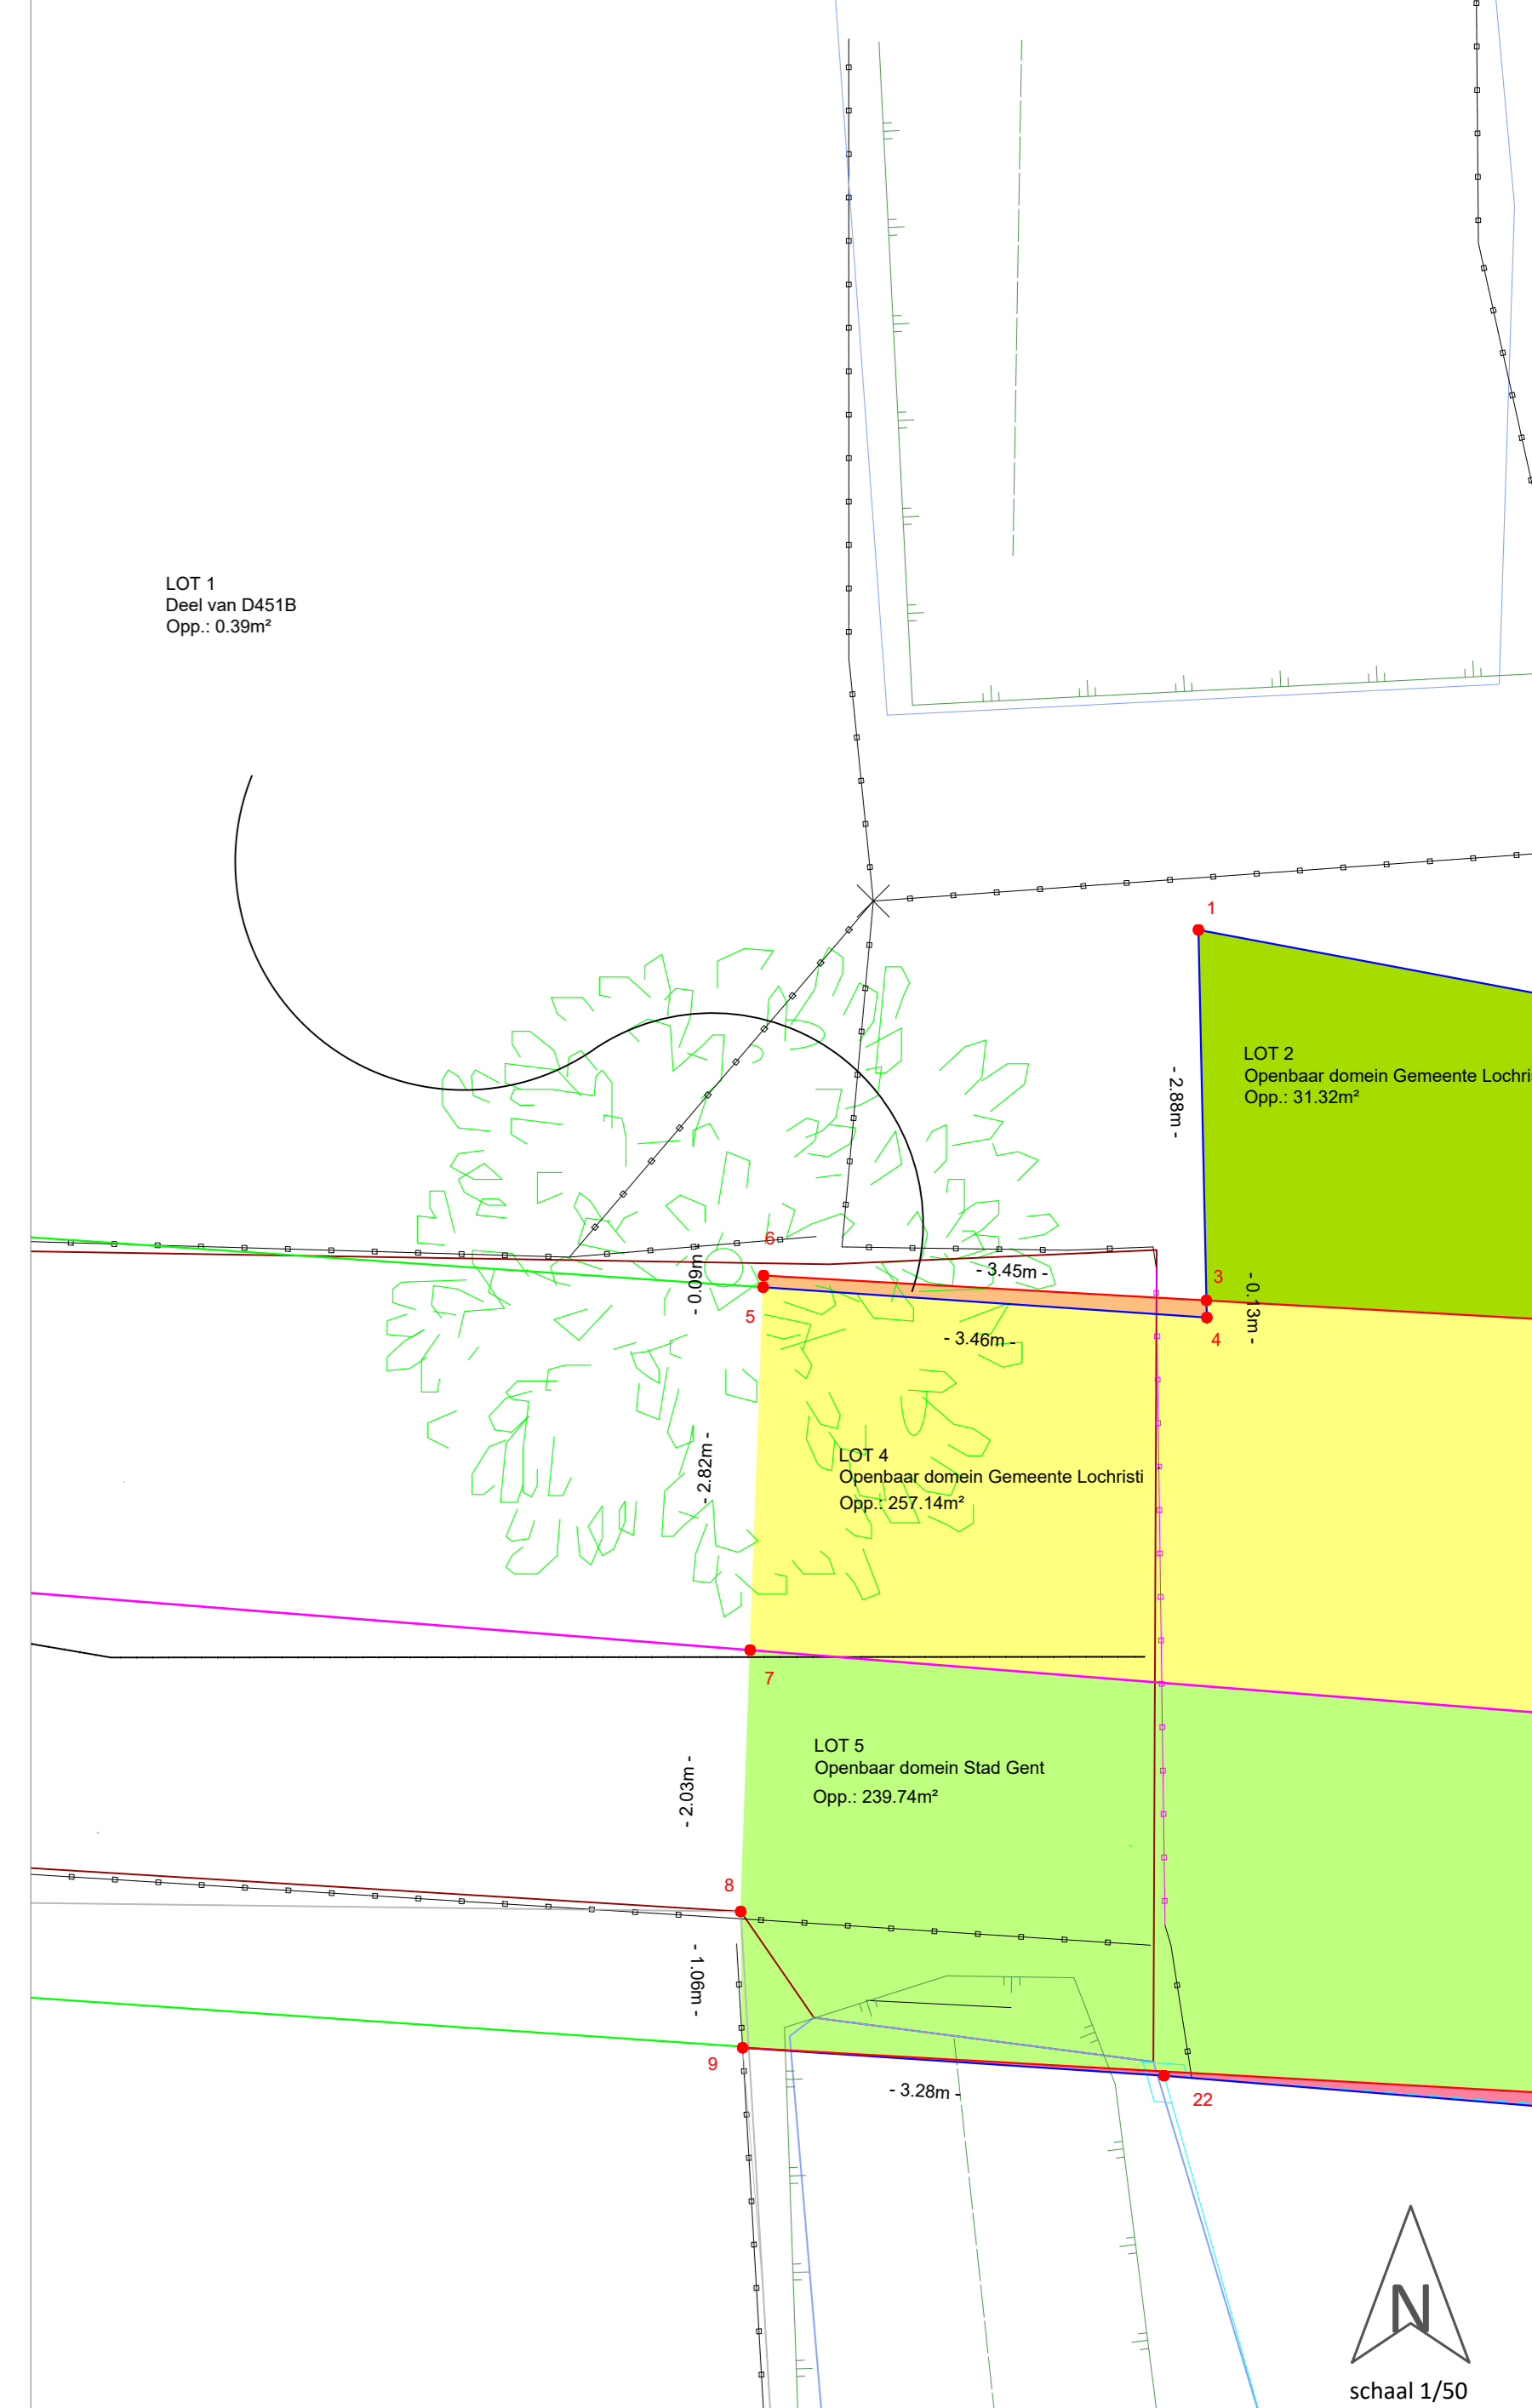 LOT 1
Deel van D451B
Opp.: 0.39m²
1
LOT 2
Openbaar domein Gemeente Lochris
Opp.: 31.32m²
- 2.88m -
6
- 0.09m -
- 3.45m -
3
- 0.13m -
5
- 3.46m -
4
- 2.82m -
LOT 4
Openbaar domein Gemeente Lochristi
Opp.: 257.14m²
7
LOT 5
Openbaar domein Stad Gent
Opp.: 239.74m²
- 2.03m -
8
- 1.06m -
9
- 3.28m -
22
N
schaal 1/50